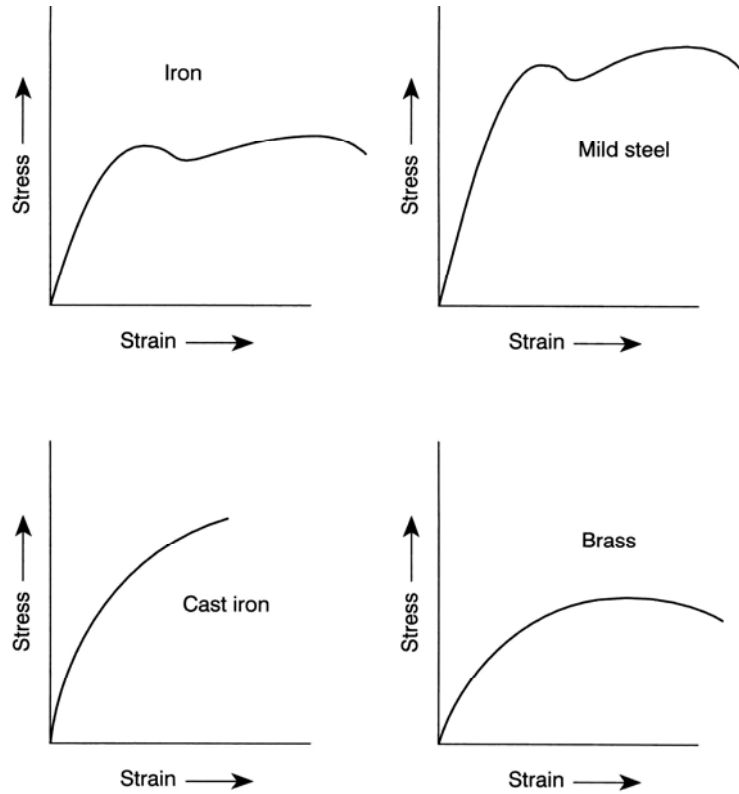 Iron
Stress
Strain
Mild steel
Stress
Strain
Cast iron
Stress
Strain
Brass
Stress
Strain